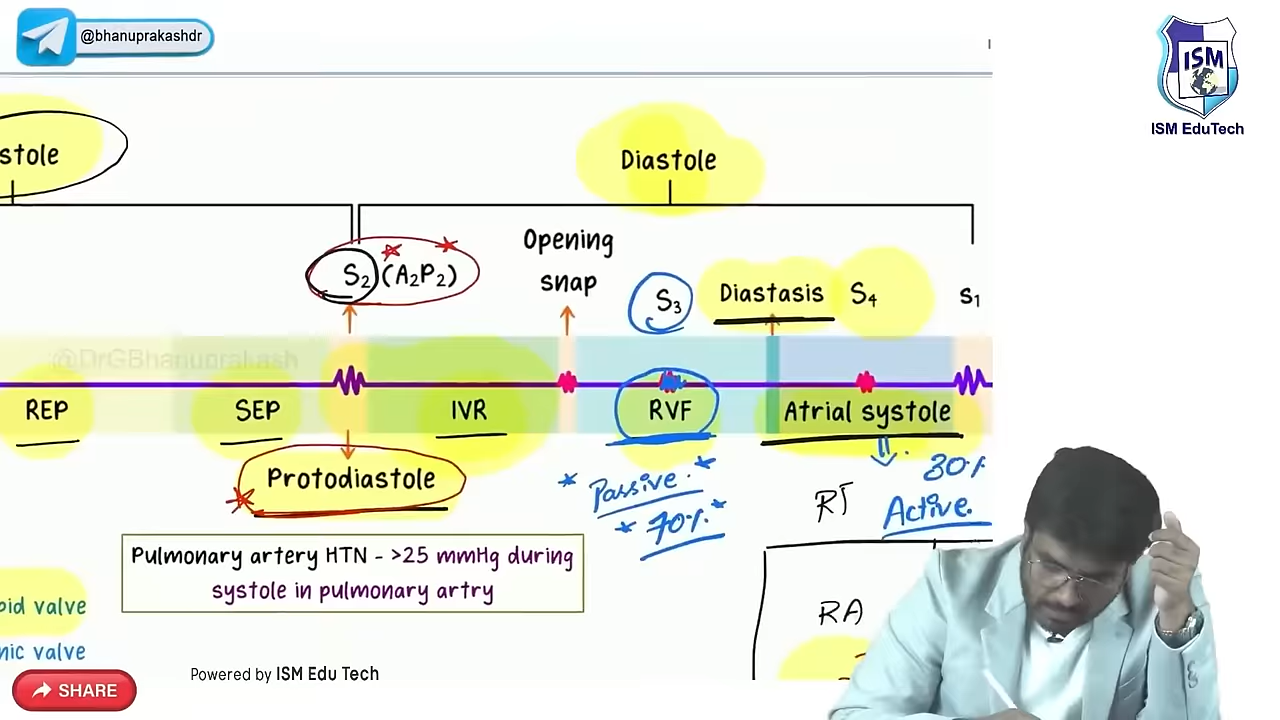 @bhanuprakashdr
ISM
ISM EduTech
stole
Diastole
Opening
snap
S₂ (A₂P₂)
S₃
Diastasis
S₄
s₁
@DrGBhanuprakash
REP
SEP
IVR
RVF
Atrial systole
Protodiastole
Passive.
70%
30%
RT
Active.
Pulmonary artery HTN - >25 mmHg during
systole in pulmonary artry
RA
pid valve
nic valve
SHARE
Powered by ISM Edu Tech